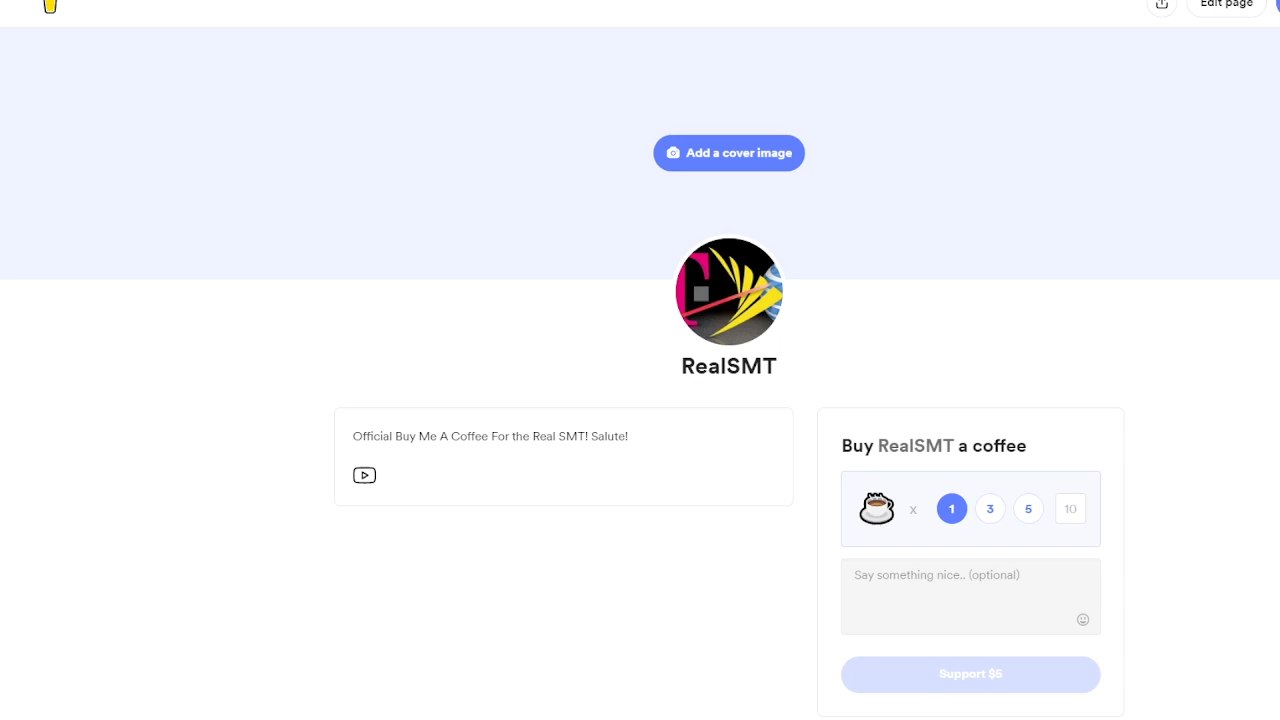 Edit page
Add a cover image
T
RealSMT
Official Buy Me A Coffee For the Real SMT! Salute!
Buy RealSMT a coffee
x 1 3 5 10
Say something nice.. (optional)
Support $5